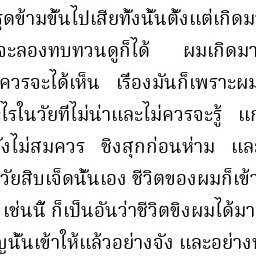 สุดข้ามขั้นไปเสียทั้งนั้นตั้งแต่เกิดม
จะลองทบทวนดูก็ได้ ผมเกิดมา
ควรจะได้เห็น เรื่องมันก็เพราะผม
ไรในวัยที่ไม่น่าและไม่ควรจะรู้ แก
ังไม่สมควร ชิงสุกก่อนห่าม และ
วัยสิบเจ็ดนั้นเอง ชีวิตของผมก็เข้า
เช่นนี้ ก็เป็นอันว่าชีวิตขิงผมได้มา
นั้นเข้าให้แล้วอย่างจัง และอย่าง